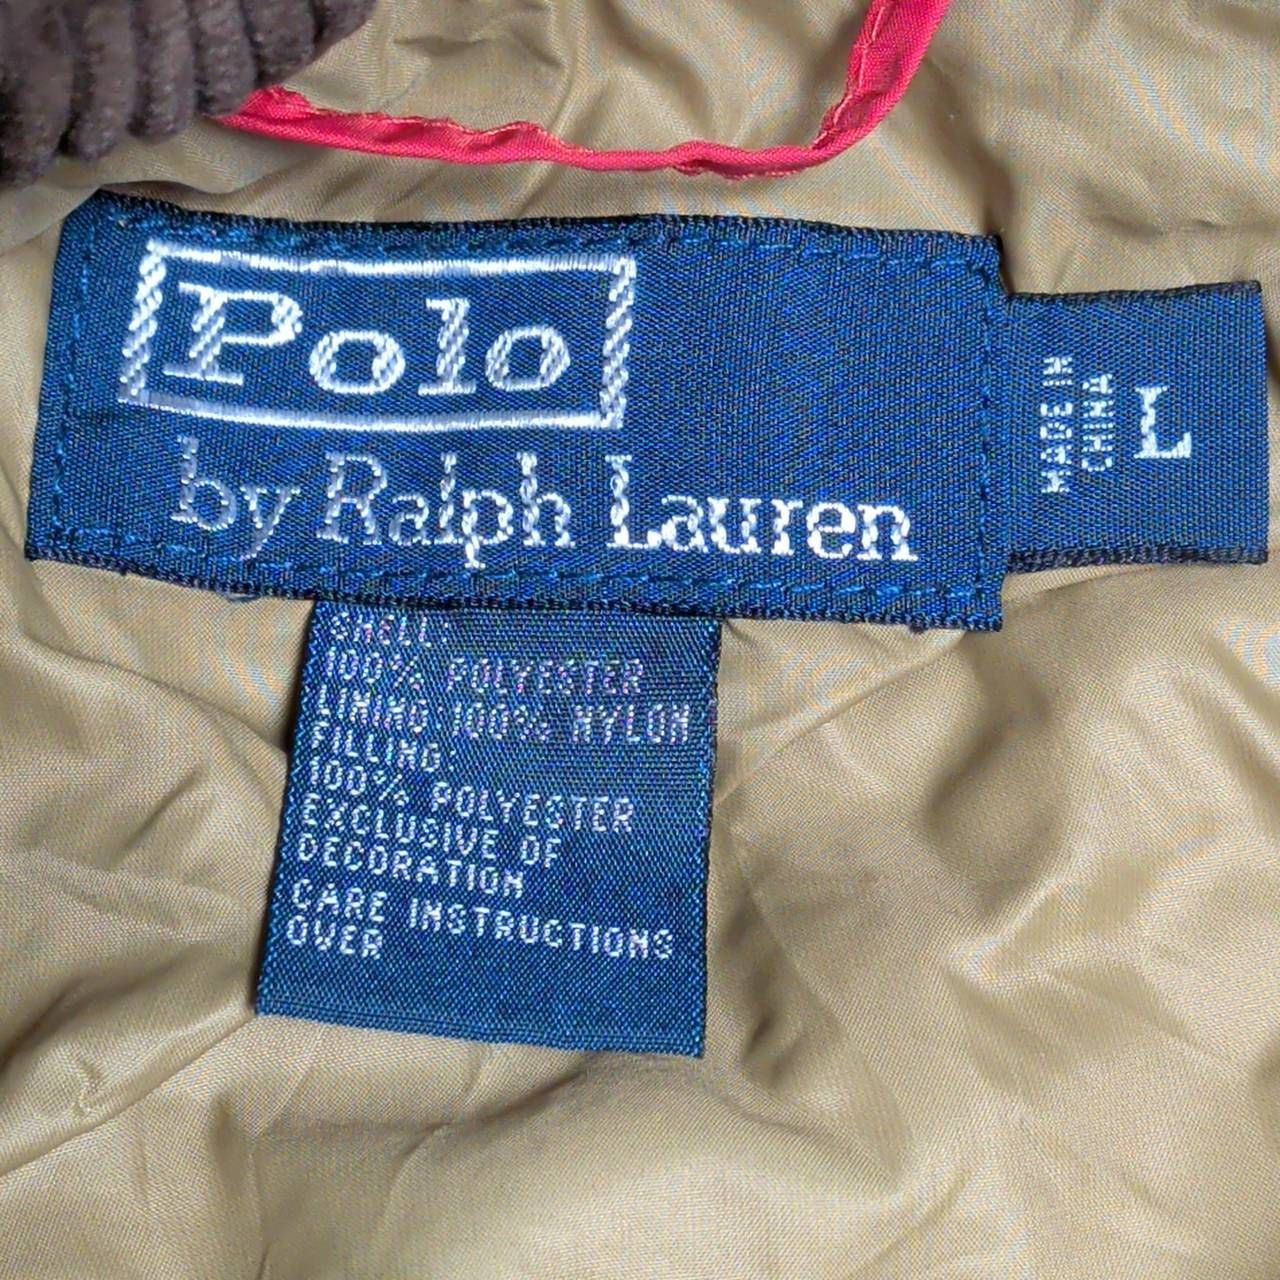 Polo
by Ralph Lauren
MADE IN
CHINA
L
SHELL:
100% POLYESTER
LINING 100% NYLON
FILLING:
100% POLYESTER
EXCLUSIVE OF
DECORATION
CARE INSTRUCTIONS
OVER